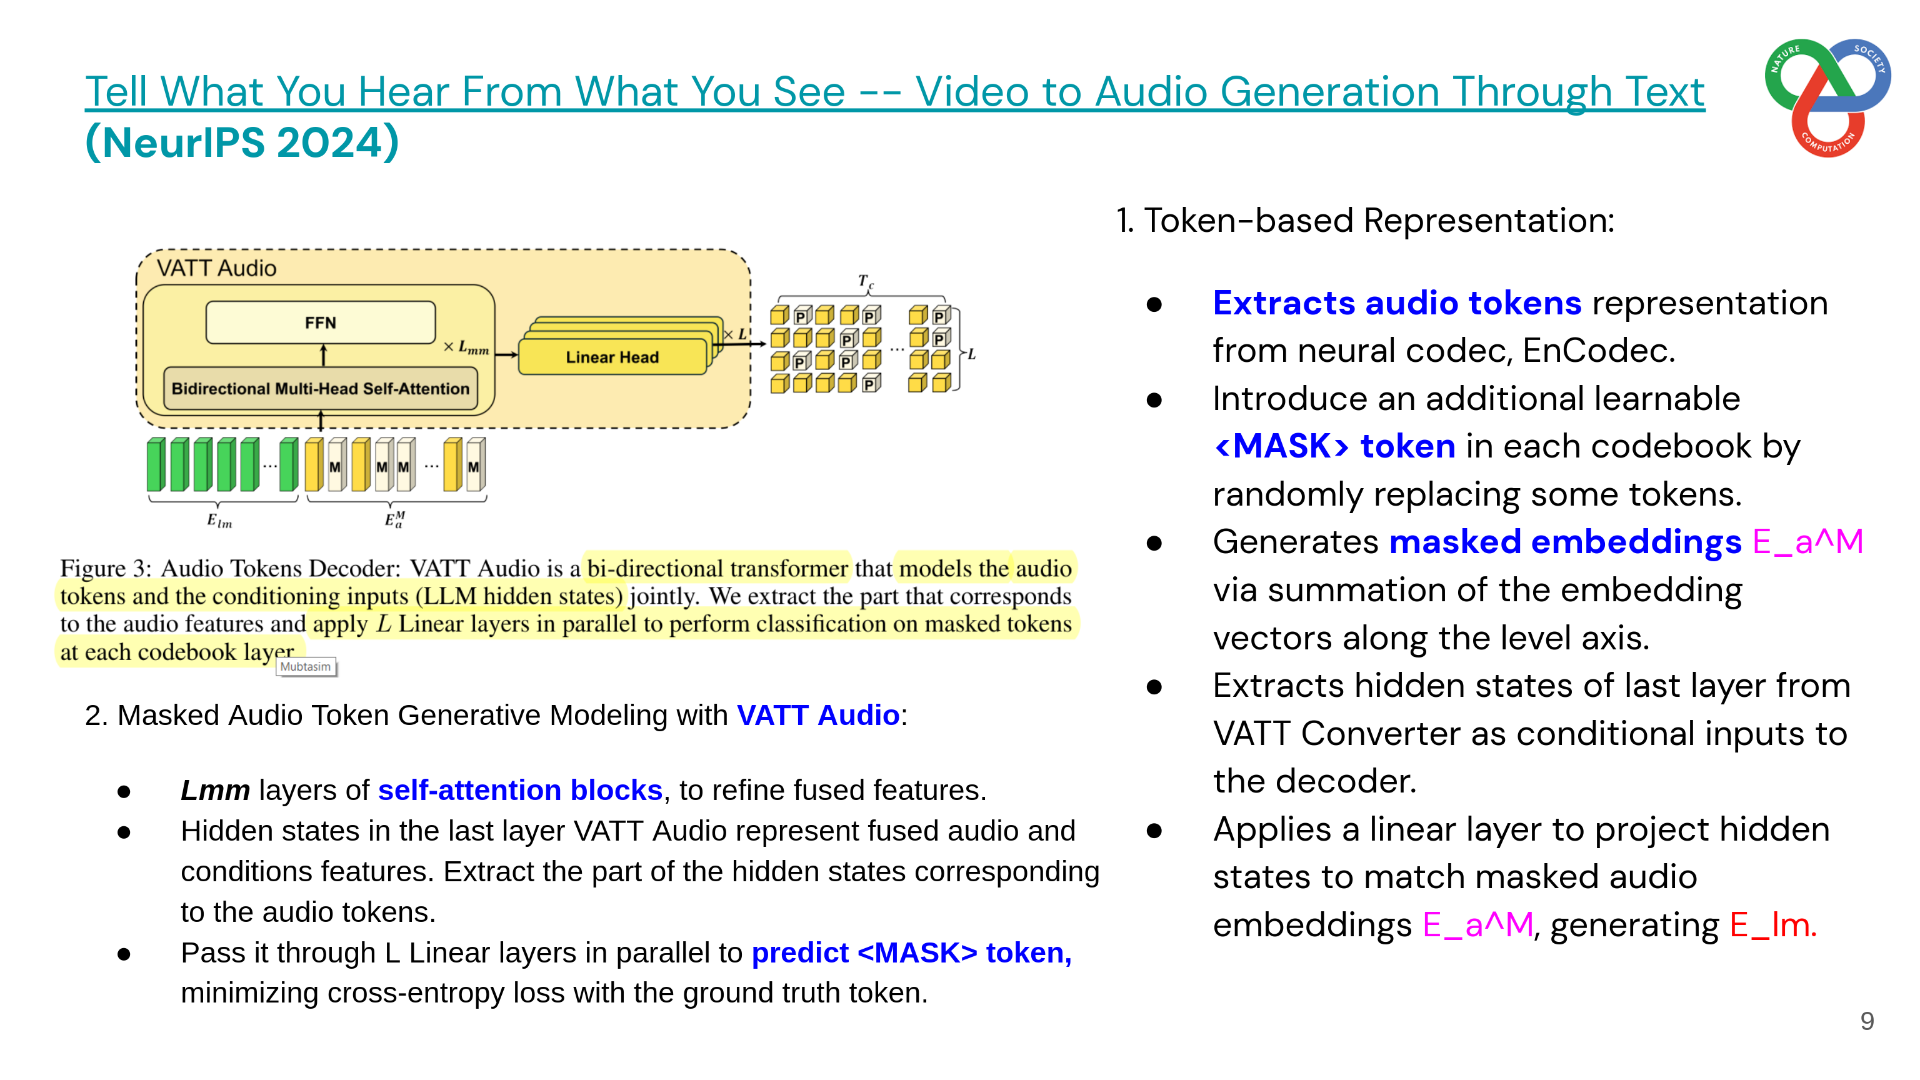 Tell What You Hear From What You See -- Video to Audio Generation Through Text
(NeurIPS 2024)
NATURE
SOCIETY
COMPUTATION
VATT Audio
FFN
× Lmm
Bidirectional Multi-Head Self-Attention
Linear Head
× L
Tc
P P P
P P
P P
P
...
L
... M M M ... M
Elm
E_a^M
Figure 3: Audio Tokens Decoder: VATT Audio is a bi-directional transformer that models the audio
tokens and the conditioning inputs (LLM hidden states) jointly. We extract the part that corresponds
to the audio features and apply L Linear layers in parallel to perform classification on masked tokens
at each codebook layer.
Mubtasim
2. Masked Audio Token Generative Modeling with VATT Audio:
● Lmm layers of self-attention blocks, to refine fused features.
● Hidden states in the last layer VATT Audio represent fused audio and
conditions features. Extract the part of the hidden states corresponding
to the audio tokens.
● Pass it through L Linear layers in parallel to predict <MASK> token,
minimizing cross-entropy loss with the ground truth token.
1. Token-based Representation:
● Extracts audio tokens representation
from neural codec, EnCodec.
● Introduce an additional learnable
<MASK> token in each codebook by
randomly replacing some tokens.
● Generates masked embeddings E_a^M
via summation of the embedding
vectors along the level axis.
● Extracts hidden states of last layer from
VATT Converter as conditional inputs to
the decoder.
● Applies a linear layer to project hidden
states to match masked audio
embeddings E_a^M, generating E_lm.
9